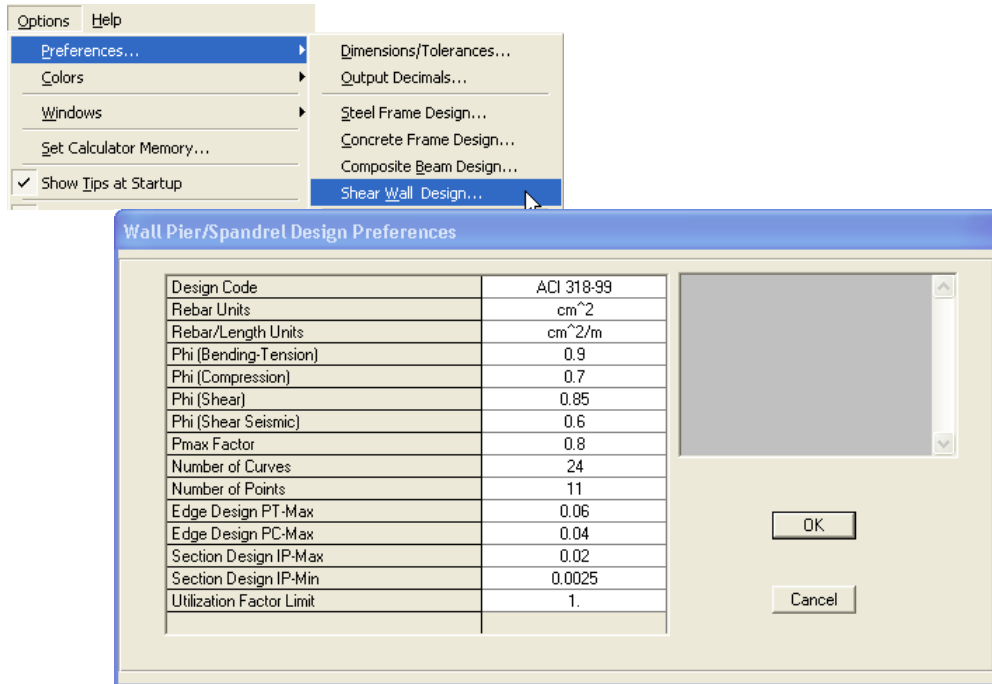 Options Help
Preferences...
Colors
Windows
Set Calculator Memory...
Show Tips at Startup
Dimensions/Tolerances...
Output Decimals...
Steel Frame Design...
Concrete Frame Design...
Composite Beam Design...
Shear Wall Design...
Wall Pier/Spandrel Design Preferences
Design Code ACI 318-99
Rebar Units cm^2
Rebar/Length Units cm^2/m
Phi (Bending-Tension) 0.9
Phi (Compression) 0.7
Phi (Shear) 0.85
Phi (Shear Seismic) 0.6
Pmax Factor 0.8
Number of Curves 24
Number of Points 11
Edge Design PT-Max 0.06
Edge Design PC-Max 0.04
Section Design IP-Max 0.02
Section Design IP-Min 0.0025
Utilization Factor Limit 1.
OK
Cancel